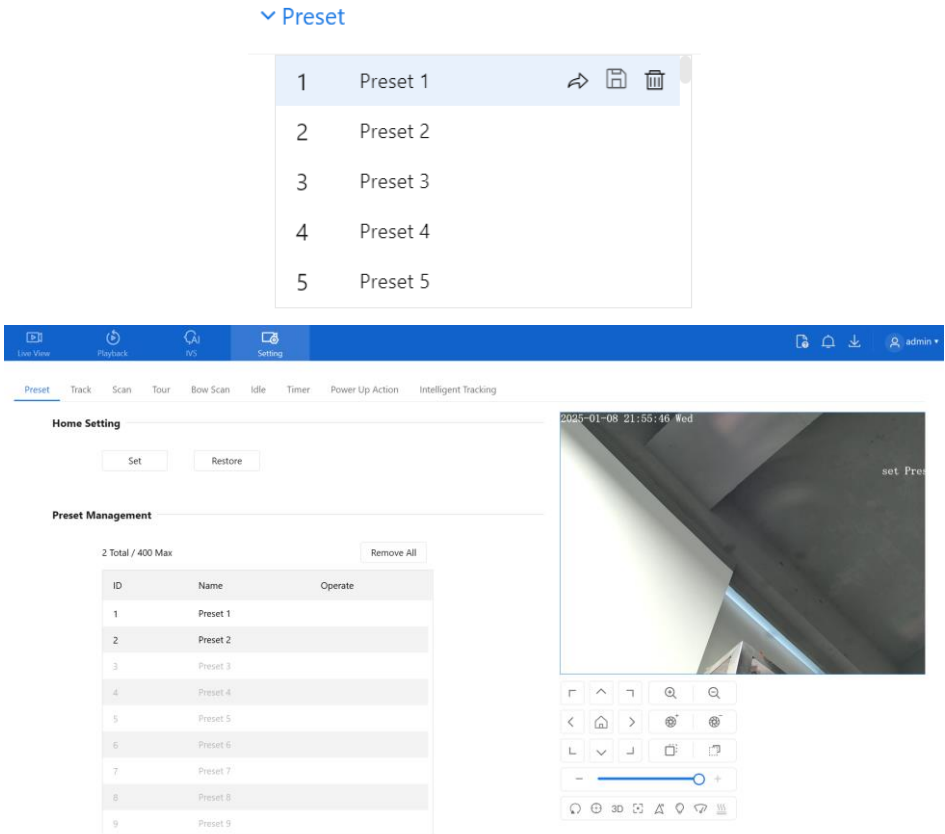 Preset
1 Preset 1
2 Preset 2
3 Preset 3
4 Preset 4
5 Preset 5
Live View Playback AI IVS Setting admin
Preset Track Scan Tour Bow Scan Idle Timer Power Up Action Intelligent Tracking
Home Setting
Set Restore
Preset Management
2 Total / 400 Max Remove All
ID Name Operate
1 Preset 1
2 Preset 2
3 Preset 3
4 Preset 4
5 Preset 5
6 Preset 6
7 Preset 7
8 Preset 8
9 Preset 9
2025-01-08 21:55:46 Wed
set Pres
3D